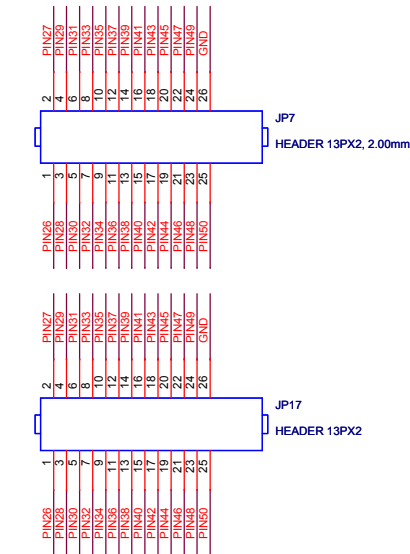 PIN27 PIN29 PIN31 PIN33 PIN35 PIN37 PIN39 PIN41 PIN43 PIN45 PIN47 PIN49 GND
2 4 6 8 10 12 14 16 18 20 22 24 26
JP7
HEADER 13PX2, 2.00mm
1 3 5 7 9 11 13 15 17 19 21 23 25
PIN26 PIN28 PIN30 PIN32 PIN34 PIN36 PIN38 PIN40 PIN42 PIN44 PIN46 PIN48 PIN50
PIN27 PIN29 PIN31 PIN33 PIN35 PIN37 PIN39 PIN41 PIN43 PIN45 PIN47 PIN49 GND
2 4 6 8 10 12 14 16 18 20 22 24 26
JP17
HEADER 13PX2
1 3 5 7 9 11 13 15 17 19 21 23 25
PIN26 PIN28 PIN30 PIN32 PIN34 PIN36 PIN38 PIN40 PIN42 PIN44 PIN46 PIN48 PIN50